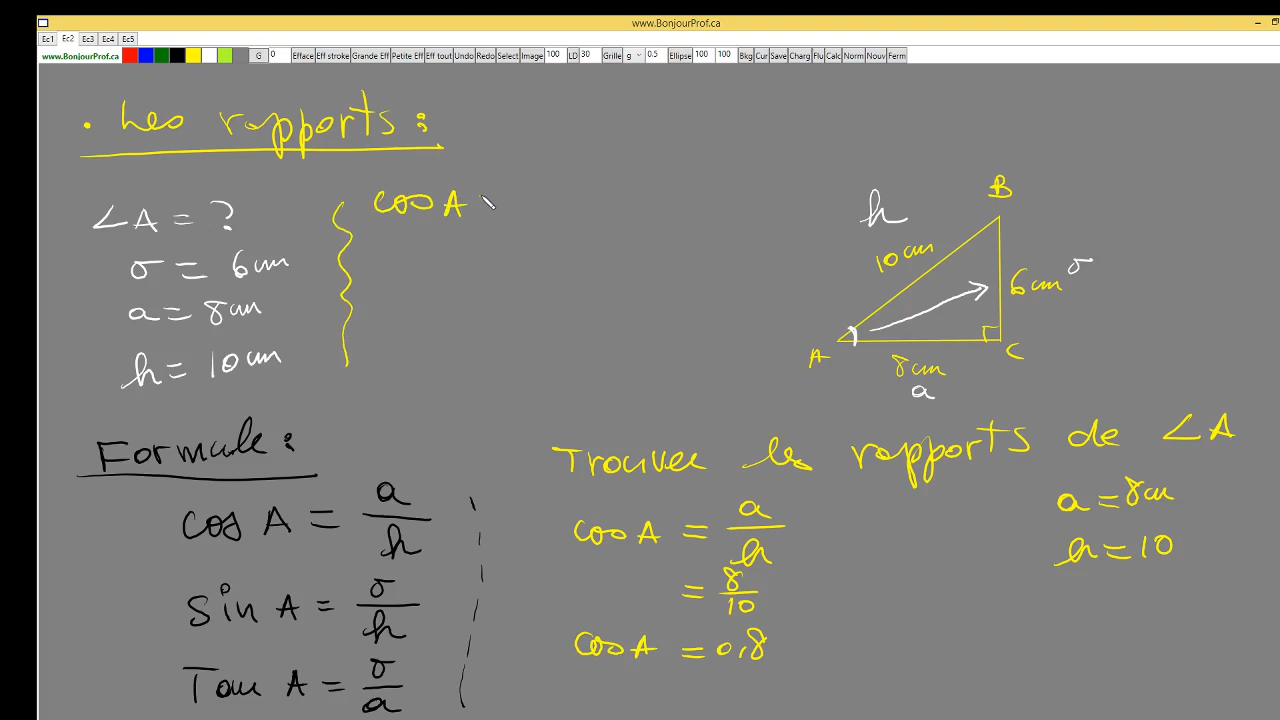 www.BonjourProf.ca
Ec1 Ec2 Ec3 Ec4 Ec5
www.BonjourProf.ca G 0 Efface Eff stroke Grande Eff Petite Eff Eff tout Undo Redo Select Image 100 LD 30 Grille g 0.5 Ellipse 100 100 Bkg Cur Save Charg Flu Calc Norm Nouv Ferm
• Les rapports :
∠A = ?
σ = 6cm
a = 8cm
h = 10cm
cos A
B
h
10cm
6cm σ
A
8cm
C
a
Formule :
cos A = a/h
Sin A = σ/h
Tan A = σ/a
Trouver les rapports de ∠A
cos A = a/h
= 8/10
cos A = 0,8
a = 8cm
h = 10